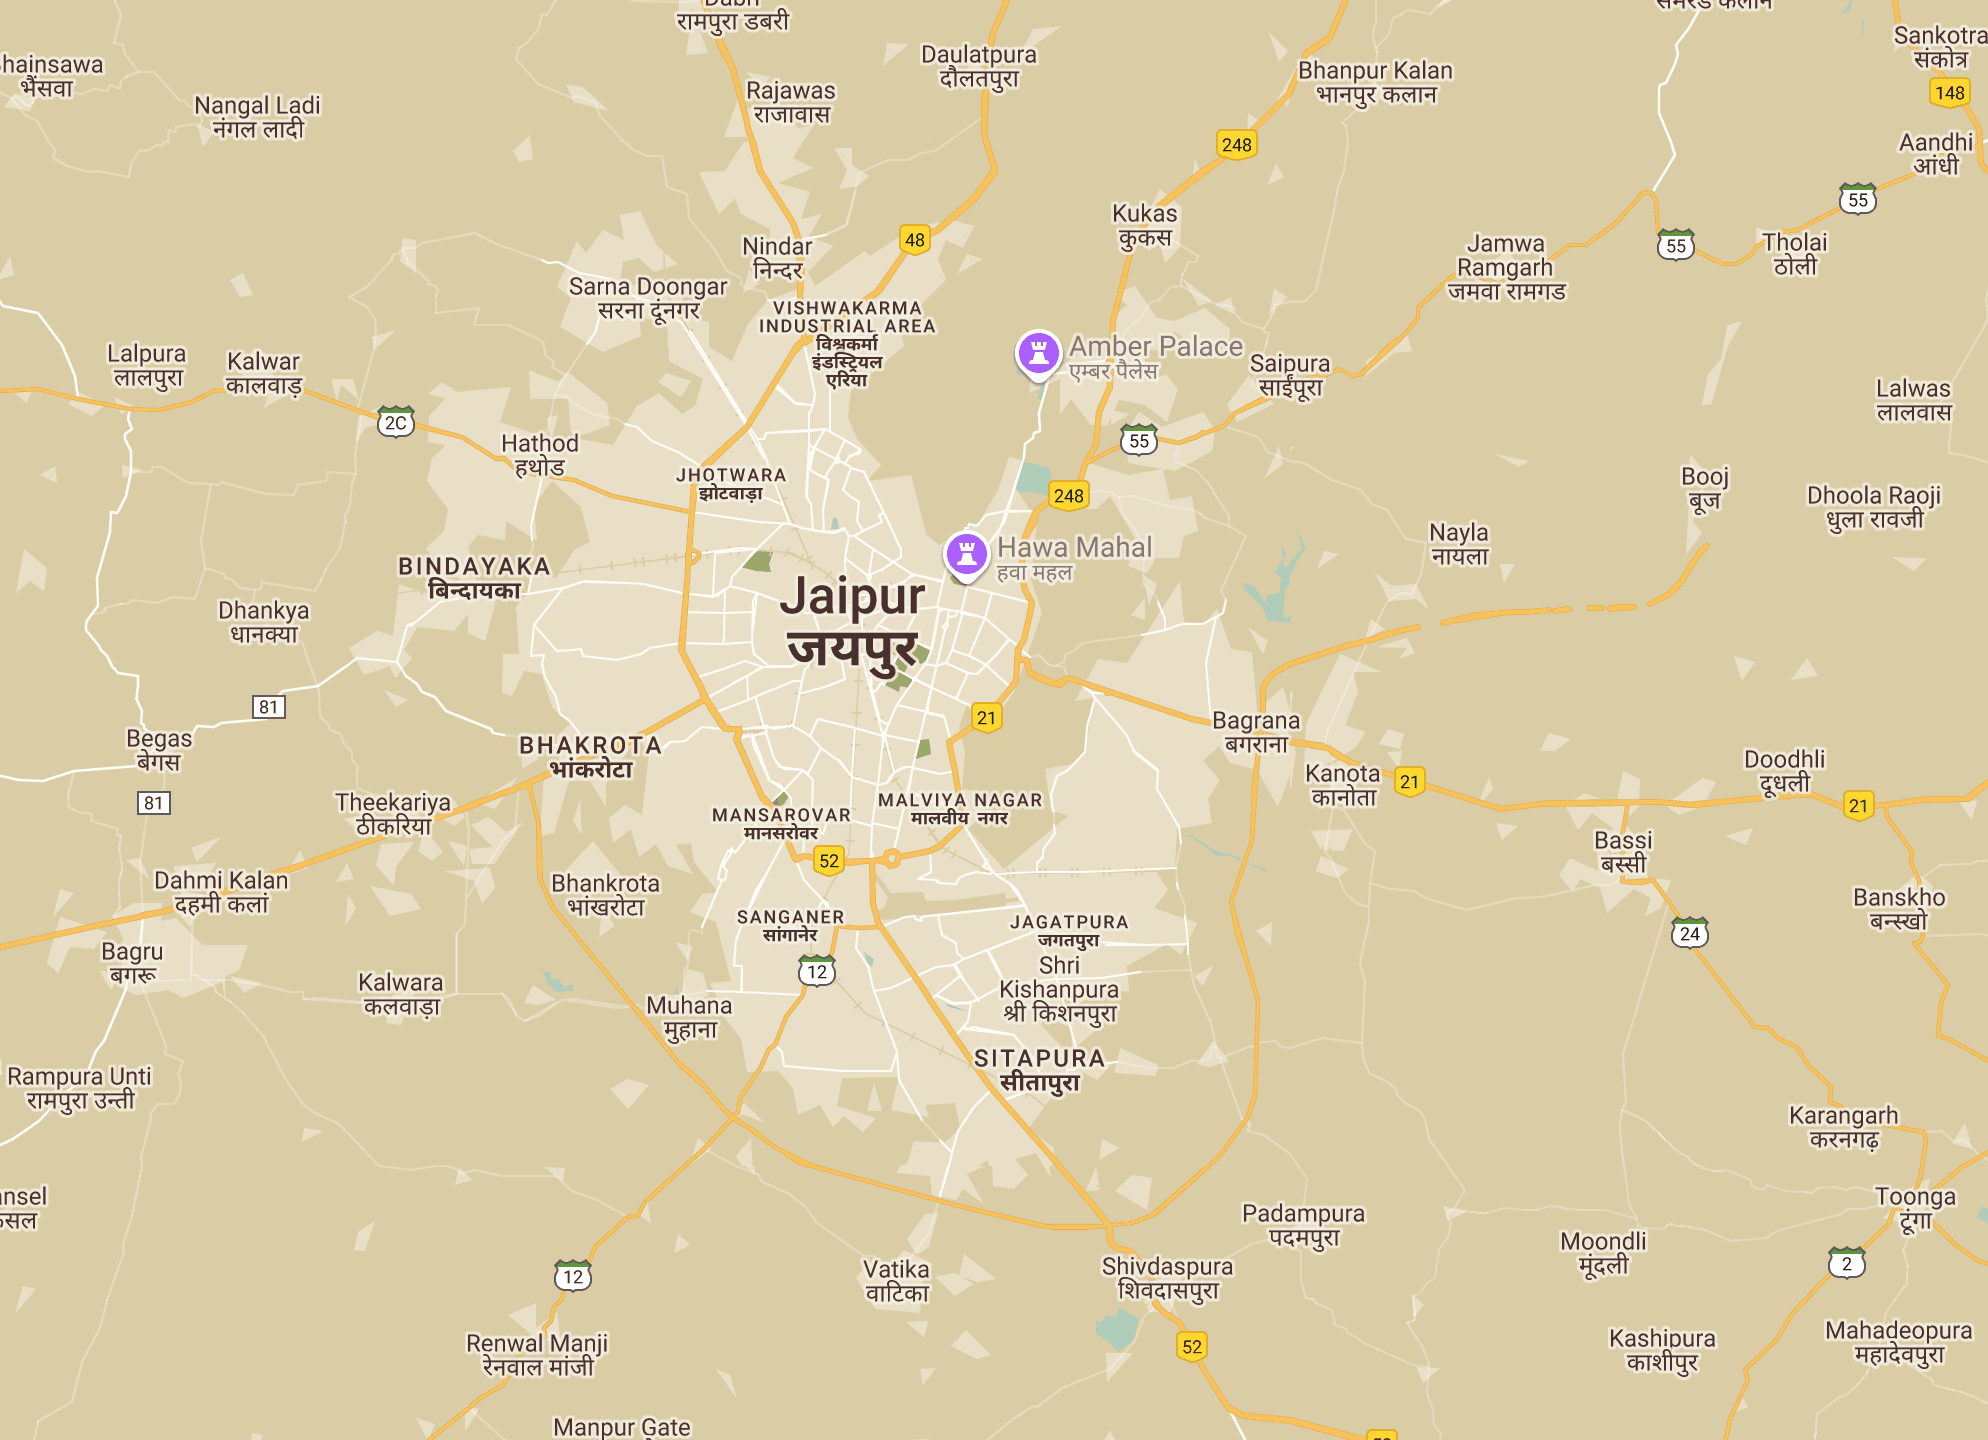 रामपुरा डबरी
समरेड कलान
Daulatpura
दौलतपुरा
Sankotra
संकोत्र
hainsawa
भैंसवा
Bhanpur Kalan
भानपुर कलान
148
Rajawas
राजावास
Nangal Ladi
नंगल लादी
248
Aandhi
आंधी
55
Kukas
कुकस
48
Nindar
निन्दर
Jamwa
Ramgarh
जमवा रामगड
55
Tholai
ठोली
Sarna Doongar
सरना दूंनगर
VISHWAKARMA
INDUSTRIAL AREA
विश्वकर्मा
इंडस्ट्रियल
एरिया
Lalpura
लालपुरा
Kalwar
कालवाड़
Amber Palace
एम्बर पैलेस
Saipura
साईंपूरा
Lalwas
लालवास
2C
Hathod
हथोड
55
JHOTWARA
झोटवाड़ा
248
Booj
बूज
Dhoola Raoji
धुला रावजी
Nayla
नायला
Hawa Mahal
हवा महल
BINDAYAKA
बिन्दायका
Jaipur
जयपुर
Dhankya
धानक्या
81
21
Bagrana
बगराना
Begas
बेगस
BHAKROTA
भांकरोटा
Kanota
कानोता
21
Doodhli
दूधली
81
Theekariya
ठीकरिया
MANSAROVAR
मानसरोवर
MALVIYA NAGAR
मालवीय नगर
21
52
Bassi
बस्सी
Dahmi Kalan
दहमी कलां
Bhankrota
भांखरोटा
Banskho
बन्स्खो
SANGANER
सांगानेर
JAGATPURA
जगतपुरा
24
Bagru
बगरू
12
Kalwara
कलवाड़ा
Shri
Kishanpura
श्री किशनपुरा
Muhana
मुहाना
SITAPURA
सीतापुरा
Rampura Unti
रामपुरा उन्ती
Karangarh
करनगढ़
ansel
Padampura
पदमपुरा
Toonga
टूंगा
Moondli
मूंदली
2
12
Vatika
वाटिका
Shivdaspura
शिवदासपुरा
Renwal Manji
रेनवाल मांजी
52
Kashipura
काशीपुर
Mahadeopura
महादेवपुरा
Manpur Gate